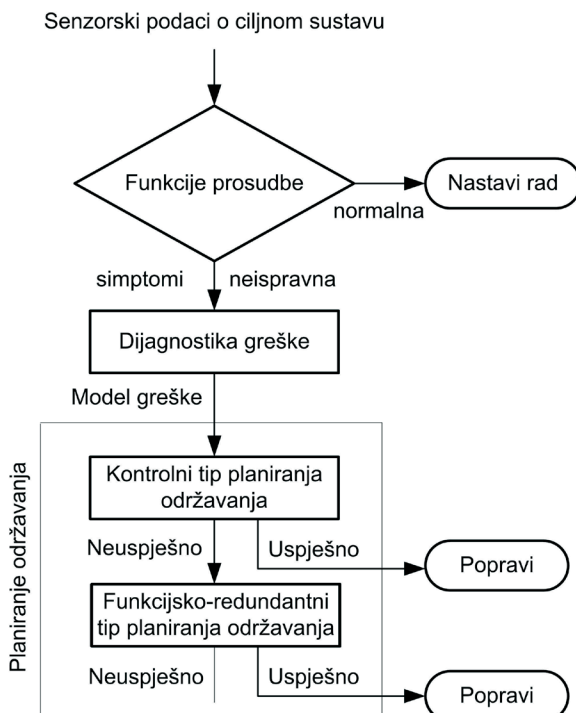 Senzorski podaci o ciljnom sustavu
Funkcije prosudbe
Nastavi rad
normalna
simptomi
neispravna
Dijagnostika greške
Model greške
Planiranje održavanja
Kontrolni tip planiranja
održavanja
Neuspješno
Uspješno
Popravi
Funkcijsko-redundantni
tip planiranja održavanja
Neuspješno
Uspješno
Popravi